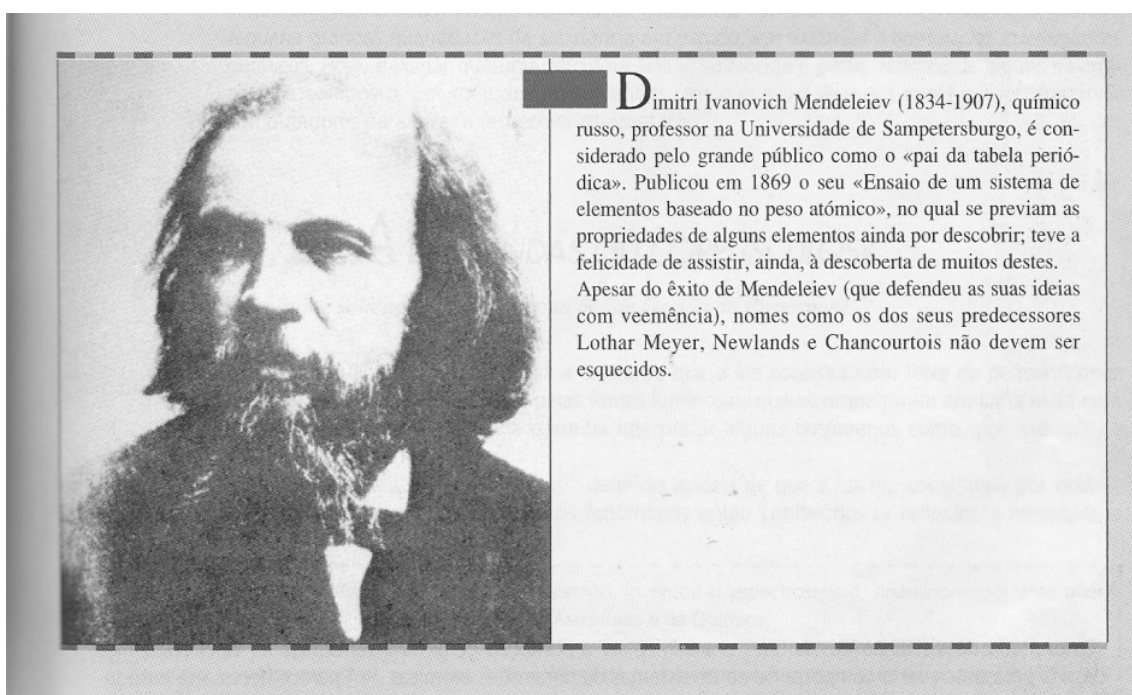 Dimitri Ivanovich Mendeleiev (1834-1907), químico
russo, professor na Universidade de Sampetersburgo, é con-
siderado pelo grande público como o «pai da tabela perió-
dica». Publicou em 1869 o seu «Ensaio de um sistema de
elementos baseado no peso atómico», no qual se previam as
propriedades de alguns elementos ainda por descobrir; teve a
felicidade de assistir, ainda, à descoberta de muitos destes.
Apesar do êxito de Mendeleiev (que defendeu as suas ideias
com veemência), nomes como os dos seus predecessores
Lothar Meyer, Newlands e Chancourtois não devem ser
esquecidos.